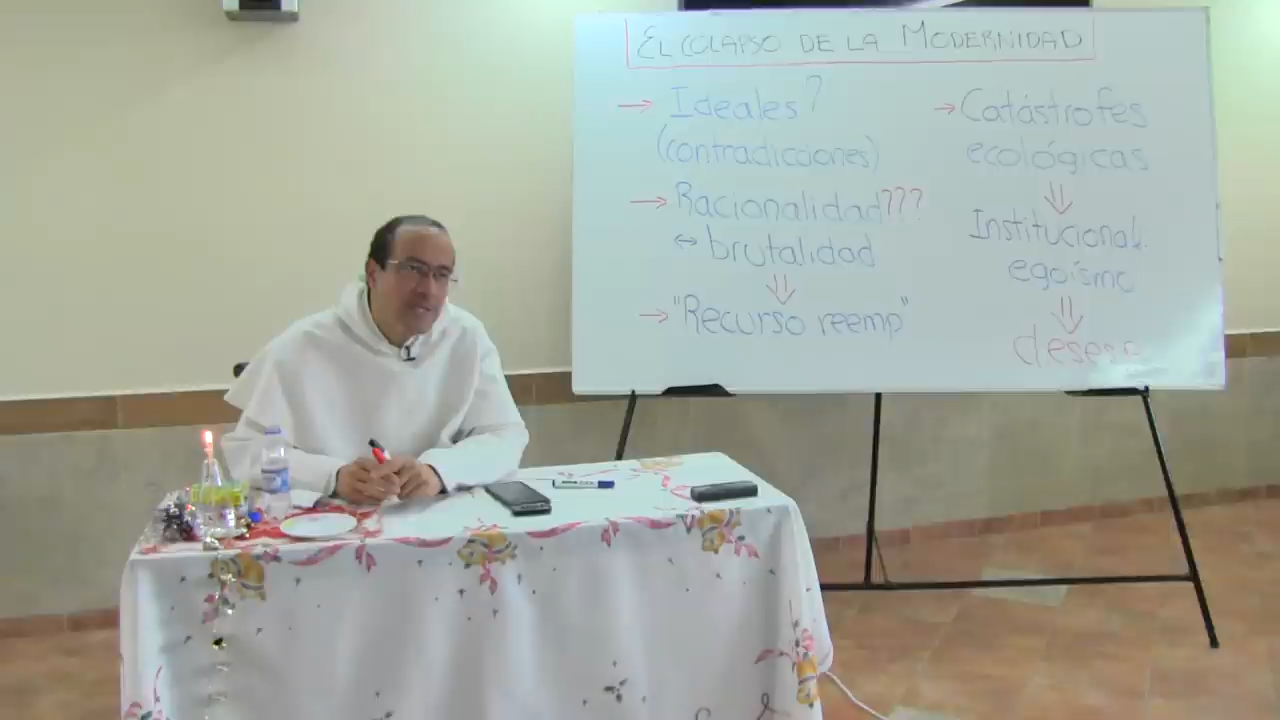 EL COLAPSO DE LA MODERNIDAD
→ Ideales?
(contradicciones)
→ Racionalidad???
↔ brutalidad
⇓
→ "Recurso reemp"
→ Catástrofes
ecológicas
⇓
Institucional.
egoísmo
⇓